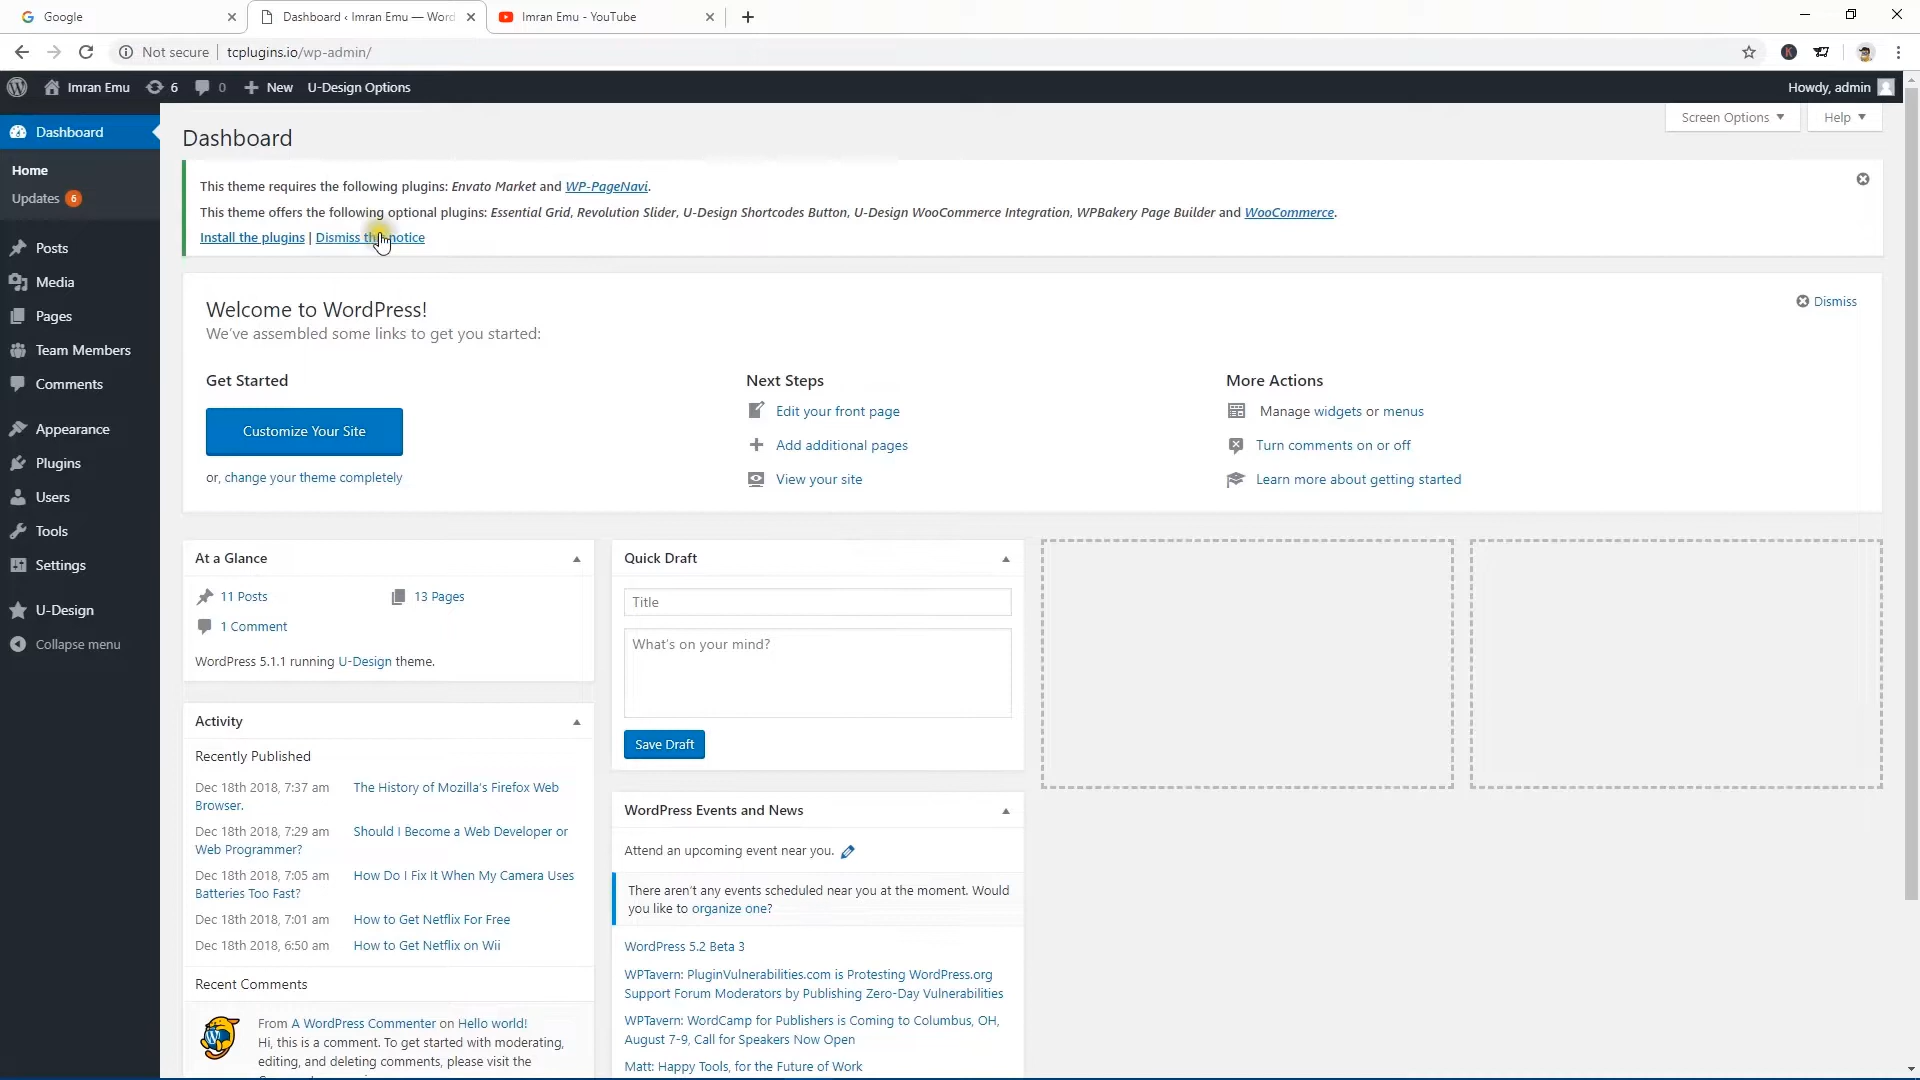 Google
Dashboard ‹ Imran Emu — Word
Imran Emu - YouTube
Not secure | tcplugins.io/wp-admin/
K
Imran Emu
6
0
New
U-Design Options
Howdy, admin
Dashboard
Home
Updates 6
Posts
Media
Pages
Team Members
Comments
Appearance
Plugins
Users
Tools
Settings
U-Design
Collapse menu
Screen Options
Help
Dashboard
This theme requires the following plugins: Envato Market and WP-PageNavi.
This theme offers the following optional plugins: Essential Grid, Revolution Slider, U-Design Shortcodes Button, U-Design WooCommerce Integration, WPBakery Page Builder and WooCommerce.
Install the plugins | Dismiss this notice
Welcome to WordPress!
We've assembled some links to get you started:
Dismiss
Get Started
Customize Your Site
or, change your theme completely
Next Steps
Edit your front page
Add additional pages
View your site
More Actions
Manage widgets or menus
Turn comments on or off
Learn more about getting started
At a Glance
11 Posts
13 Pages
1 Comment
WordPress 5.1.1 running U-Design theme.
Activity
Recently Published
Dec 18th 2018, 7:37 am The History of Mozilla's Firefox Web
Browser.
Dec 18th 2018, 7:29 am Should I Become a Web Developer or
Web Programmer?
Dec 18th 2018, 7:05 am How Do I Fix It When My Camera Uses
Batteries Too Fast?
Dec 18th 2018, 7:01 am How to Get Netflix For Free
Dec 18th 2018, 6:50 am How to Get Netflix on Wii
Recent Comments
From A WordPress Commenter on Hello world!
Hi, this is a comment. To get started with moderating,
editing, and deleting comments, please visit the
Quick Draft
Title
What's on your mind?
Save Draft
WordPress Events and News
Attend an upcoming event near you.
There aren't any events scheduled near you at the moment. Would
you like to organize one?
WordPress 5.2 Beta 3
WPTavern: PluginVulnerabilities.com is Protesting WordPress.org
Support Forum Moderators by Publishing Zero-Day Vulnerabilities
WPTavern: WordCamp for Publishers is Coming to Columbus, OH,
August 7-9, Call for Speakers Now Open
Matt: Happy Tools, for the Future of Work